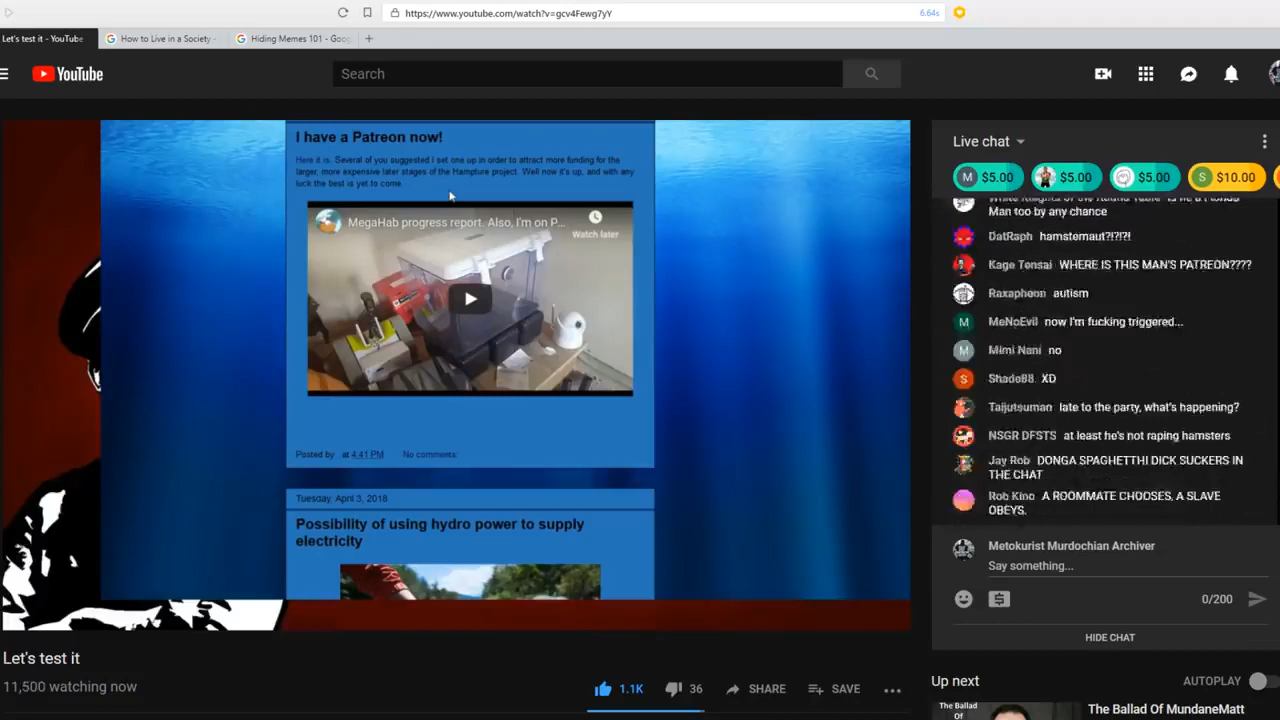 https://www.youtube.com/watch?v=gcv4Fewg7yY
6.64s
Let's test it - YouTube
How to Live in a Society -
Hiding Memes 101 - Goog
YouTube
Search
I have a Patreon now!
Here it is. Several of you suggested I set one up in order to attract more funding for the
larger, more expensive later stages of the Hampture project. Well now it's up, and with any
luck the best is yet to come.
MegaHab progress report. Also, I'm on P...
Watch later
Posted by at 4:41 PM No comments:
Tuesday, April 3, 2018
Possibility of using hydro power to supply
electricity
Live chat
M $5.00
$5.00
$5.00
S $10.00
Man too by any chance
DatRaph hamstemaut?!?!?!
Kage Tensai WHERE IS THIS MAN'S PATREON????
Raxapheon autism
M MeNoEvil now I'm fucking triggered...
M Mimi Nani no
S Shade88. XD
Taijutsuman late to the party, what's happening?
NSGR DFSTS at least he's not raping hamsters
Jay Rob DONGA SPAGHETTHI DICK SUCKERS IN
THE CHAT
Rob Kino A ROOMMATE CHOOSES, A SLAVE
OBEYS.
Metokurist Murdochian Archiver
Say something...
0/200
HIDE CHAT
Let's test it
11,500 watching now
1.1K
36
SHARE
SAVE
Up next
AUTOPLAY
The Ballad
Of
The Ballad Of MundaneMatt